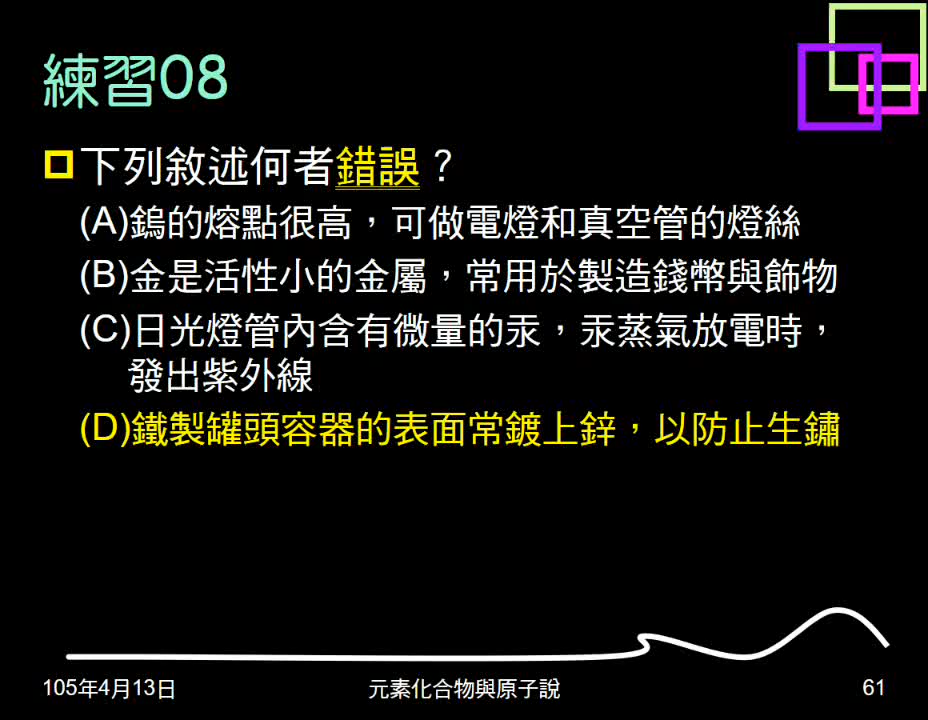 練習08
下列敘述何者錯誤？
(A)鎢的熔點很高，可做電燈和真空管的燈絲
(B)金是活性小的金屬，常用於製造錢幣與飾物
(C)日光燈管內含有微量的汞，汞蒸氣放電時，
發出紫外線
(D)鐵製罐頭容器的表面常鍍上鋅，以防止生鏽
105年4月13日
元素化合物與原子說
61